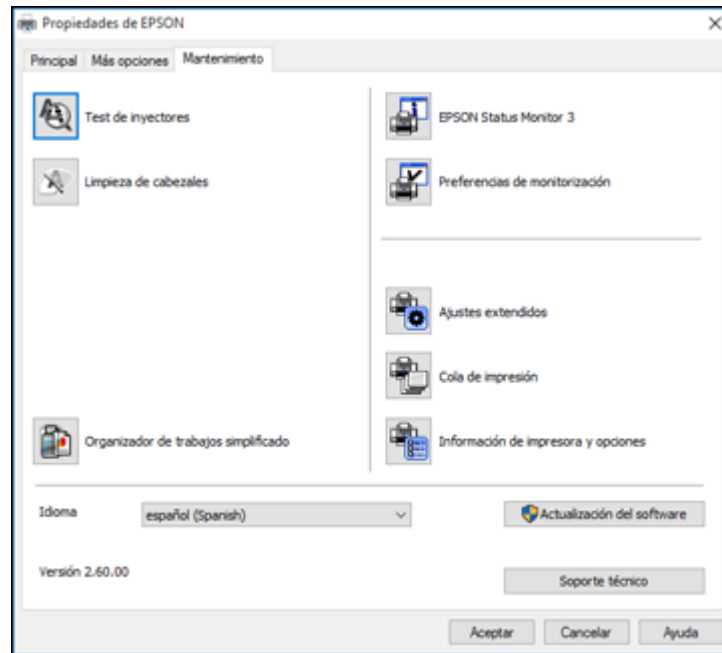 Propiedades de EPSON
Principal
Más opciones
Mantenimiento
Test de inyectores
EPSON Status Monitor 3
Limpieza de cabezales
Preferencias de monitorización
Ajustes extendidos
Cola de impresión
Organizador de trabajos simplificado
Información de impresora y opciones
Idioma
español (Spanish)
Actualización del software
Versión 2.60.00
Soporte técnico
Aceptar
Cancelar
Ayuda